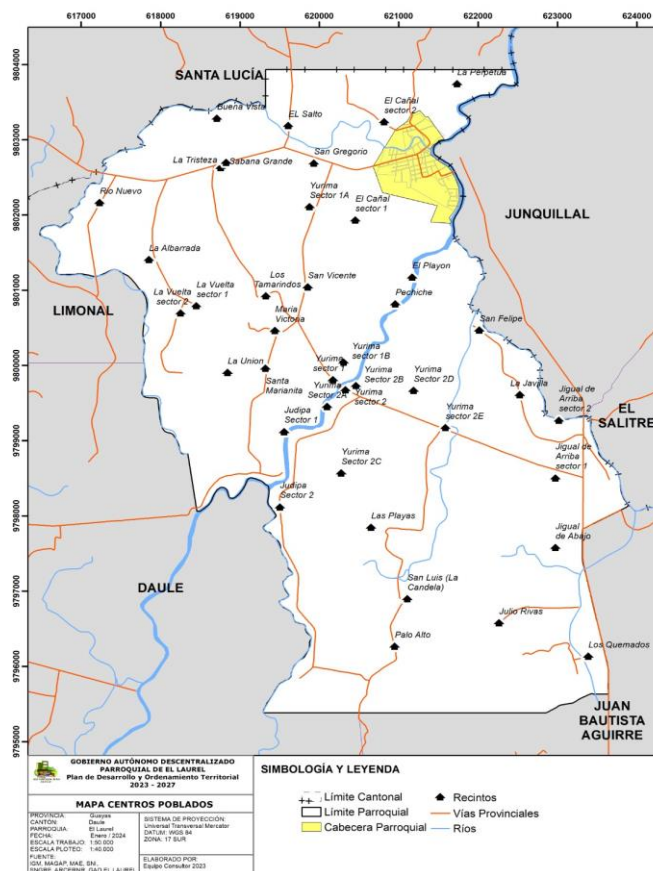 617000 618000 619000 620000 621000 622000 623000 624000
9804000
9803000
9802000
9801000
9800000
9799000
9798000
9797000
9796000
9795000
SANTA LUCÍA
La Perpetua
Buena Vista
EL Salto
El Cañal
sector 2
La Tristeza
Sabana Grande
San Gregorio
Rio Nuevo
Yurima
Sector 1A
El Cañal
sector 1
JUNQUILLAL
La Albarrada
El Playon
LIMONAL
La Vuelta
sector 2
La Vuelta
sector 1
Los
Tamarindos
San Vicente
Pechiche
Maria
Victoria
San Felipe
La Union
Santa
Marianita
Yurima
sector 1
Yurima
sector 1B
Yurima
Sector 2A
Yurima
Sector 2B
Yurima
sector 2
Yurima
Sector 2D
La Javilla
Jigual de
Arriba
sector 2
EL
SALITRE
Judipa
Sector 1
Yurima
sector 2E
Jigual de
Arriba
sector 1
Yurima
Sector 2C
Judipa
Sector 2
Las Playas
Jigual
de Abajo
DAULE
San Luis (La
Candela)
Julio Rivas
Palo Alto
Los Quemados
JUAN
BAUTISTA
AGUIRRE
GOBIERNO AUTÓNOMO DESCENTRALIZADO
PARROQUIAL DE EL LAUREL
Plan de Desarrollo y Ordenamiento Territorial
2023 - 2027
MAPA CENTROS POBLADOS
PROVINCIA: Guayas
CANTÓN: Daule
PARROQUIA: El Laurel
FECHA: Enero / 2024
ESCALA TRABAJO: 1:50.000
ESCALA PLOTEO: 1:40.000
FUENTE:
IGM, MAGAP, MAE, SNI,
SISTEMA DE PROYECCIÓN:
Universal Transversal Mercator
DATUM: WGS 84
ZONA: 17 SUR
ELABORADO POR:
Equipo Consultor 2023
SIMBOLOGÍA Y LEYENDA
Límite Cantonal
Límite Parroquial
Cabecera Parroquial
Recintos
Vías Provinciales
Ríos